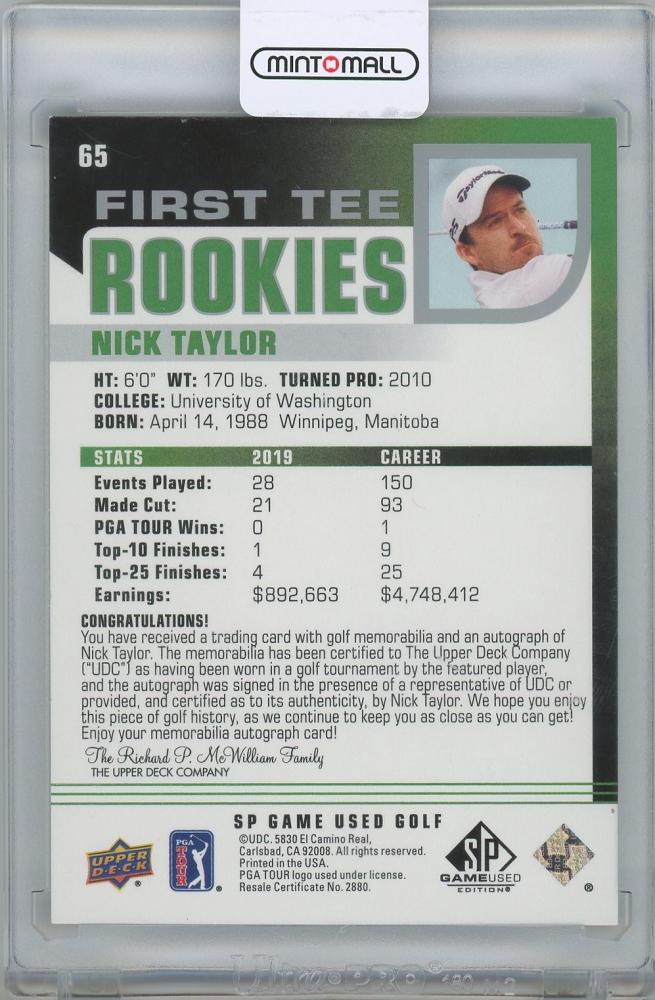 MINTOMALL
65
FIRST TEE
ROOKIES
NICK TAYLOR
TaylorMade
HT: 6'0" WT: 170 lbs. TURNED PRO: 2010
COLLEGE: University of Washington
BORN: April 14, 1988 Winnipeg, Manitoba
STATS 2019 CAREER
Events Played: 28 150
Made Cut: 21 93
PGA TOUR Wins: 0 1
Top-10 Finishes: 1 9
Top-25 Finishes: 4 25
Earnings: $892,663 $4,748,412
CONGRATULATIONS!
You have received a trading card with golf memorabilia and an autograph of
Nick Taylor. The memorabilia has been certified to The Upper Deck Company
("UDC") as having been worn in a golf tournament by the featured player,
and the autograph was signed in the presence of a representative of UDC or
provided, and certified as to its authenticity, by Nick Taylor. We hope you enjoy
this piece of golf history, as we continue to keep you as close as you can get!
Enjoy your memorabilia autograph card!
The Richard P. McWilliam Family
THE UPPER DECK COMPANY
SP GAME USED GOLF
©UDC. 5830 El Camino Real,
Carlsbad, CA 92008. All rights reserved.
Printed in the USA.
PGA TOUR logo used under license.
Resale Certificate No. 2880.
UPPER
DECK
®
PGA
TOUR
®
SP
GAMEUSED
EDITION®
®
Ultra PRO®